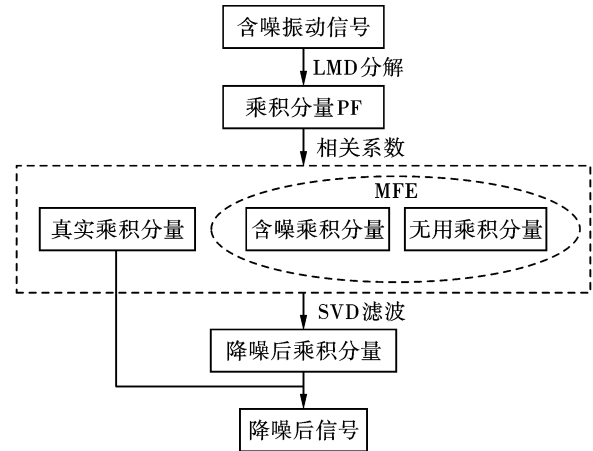 含噪振动信号
LMD分解
乘积分量PF
相关系数
MFE
真实乘积分量
含噪乘积分量
无用乘积分量
SVD滤波
降噪后乘积分量
降噪后信号